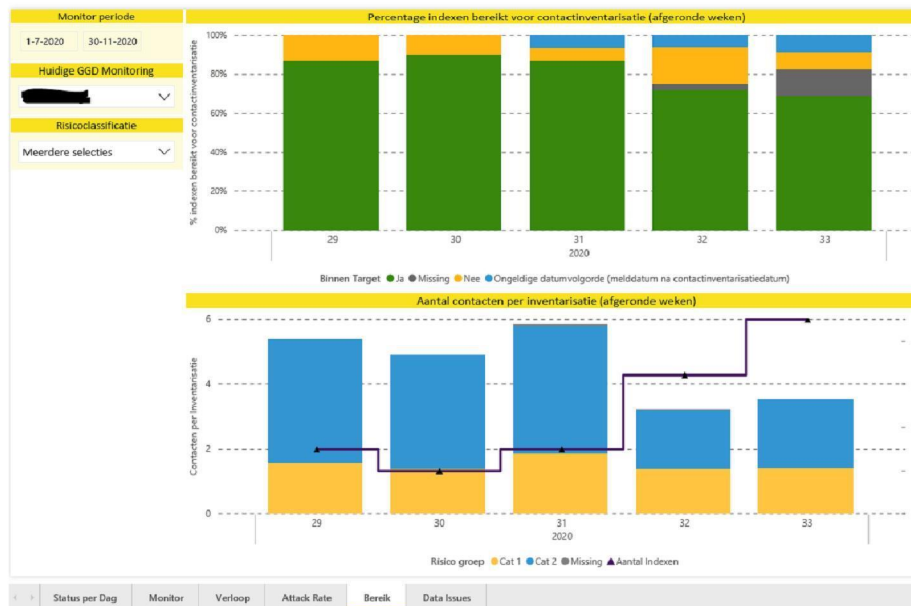 Monitor periode
1-7-2020 30-11-2020
Huidige GGD Monitoring
Risicoclassificatie
Meerdere selecties
Percentage indexen bereikt voor contactinventarisatie (afgeronde weken)
% indexen bereikt voor contactinventarisatie
100%
80%
60%
40%
20%
0%
29 30 31 32 33
2020
Binnen Target Ja Missing Nee Ongeldige datumvolgorde (melddatum na contactinventarisatiedatum)
Aantal contacten per inventarisatie (afgeronde weken)
Contacten per Inventarisatie
6
4
2
0
29 30 31 32 33
2020
Risico groep Cat 1 Cat 2 Missing Aantal Indexen
Status per Dag Monitor Verloop Attack Rate Bereik Data Issues